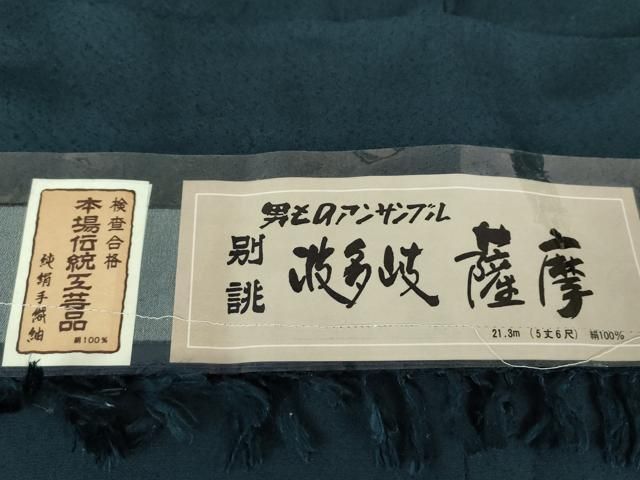 検査合格
本場伝統工芸品
純絹手織紬
絹100%
男ものアンサンブル
別誂
波多岐 薩摩
21.3m (5丈6尺) 絹100%